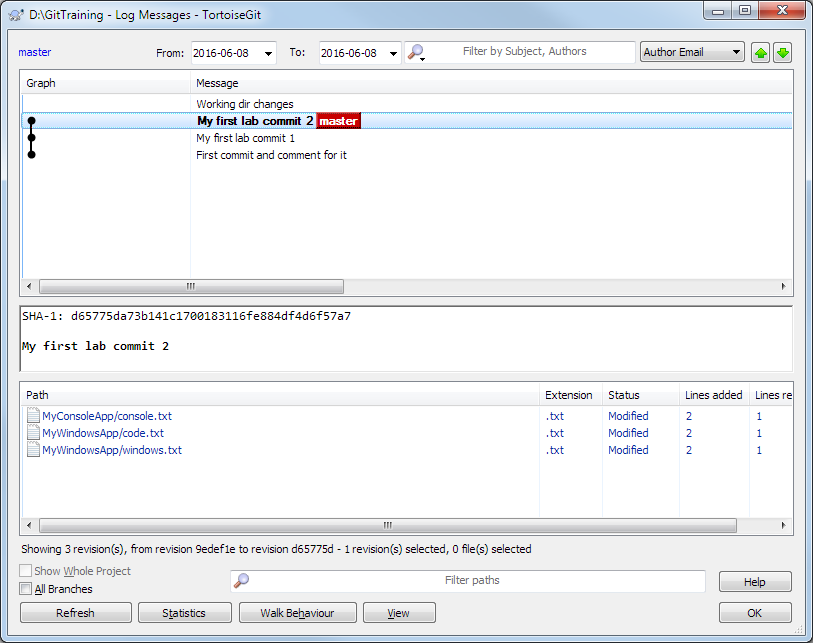 D:\GitTraining - Log Messages - TortoiseGit
master From: 2016-06-08 To: 2016-06-08 Filter by Subject, Authors Author Email
Graph Message
Working dir changes
My first lab commit 2 master
My first lab commit 1
First commit and comment for it
SHA-1: d65775da73b141c1700183116fe884df4d6f57a7
My first lab commit 2
Path Extension Status Lines added Lines re
MyConsoleApp/console.txt .txt Modified 2 1
MyWindowsApp/code.txt .txt Modified 2 1
MyWindowsApp/windows.txt .txt Modified 2 1
Showing 3 revision(s), from revision 9edef1e to revision d65775d - 1 revision(s) selected, 0 file(s) selected
Show Whole Project Filter paths Help
All Branches
Refresh Statistics Walk Behaviour View OK